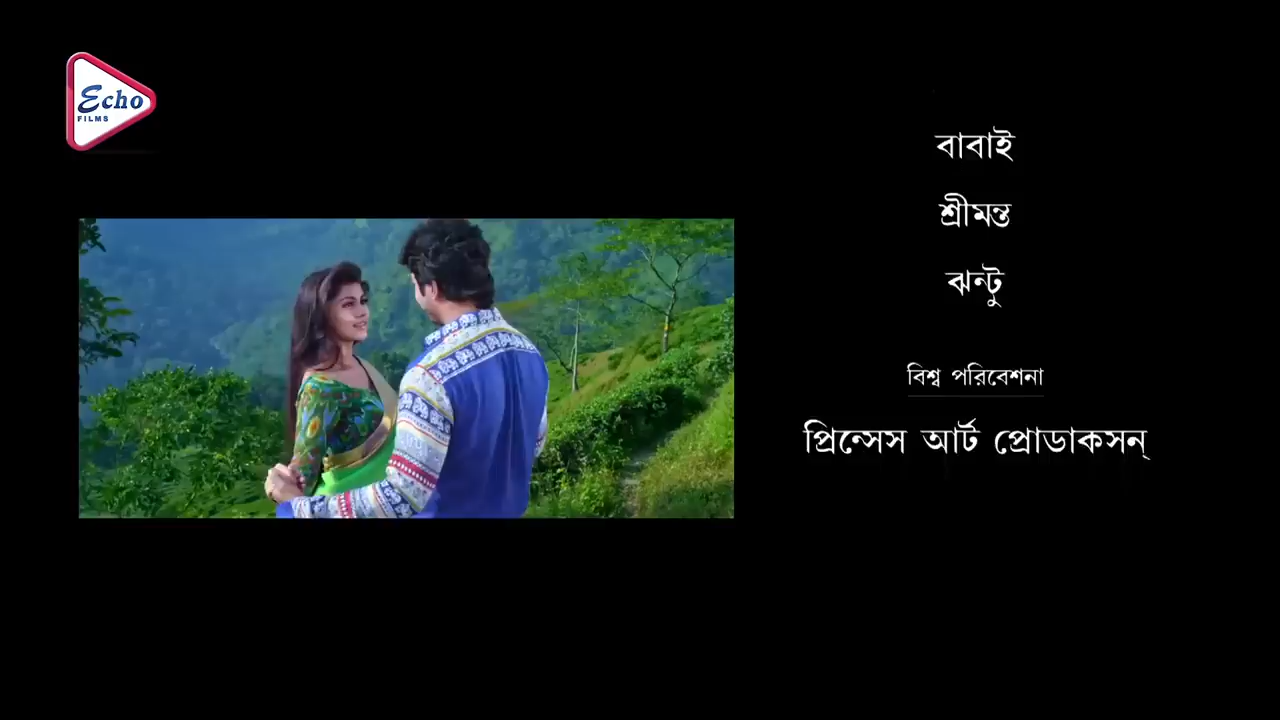 Echo
FILMS
বাবাই
শ্রীমন্ত
ঝন্টু
বিশ্ব পরিবেশনা
প্রিন্সেস আর্ট প্রোডাকসন্